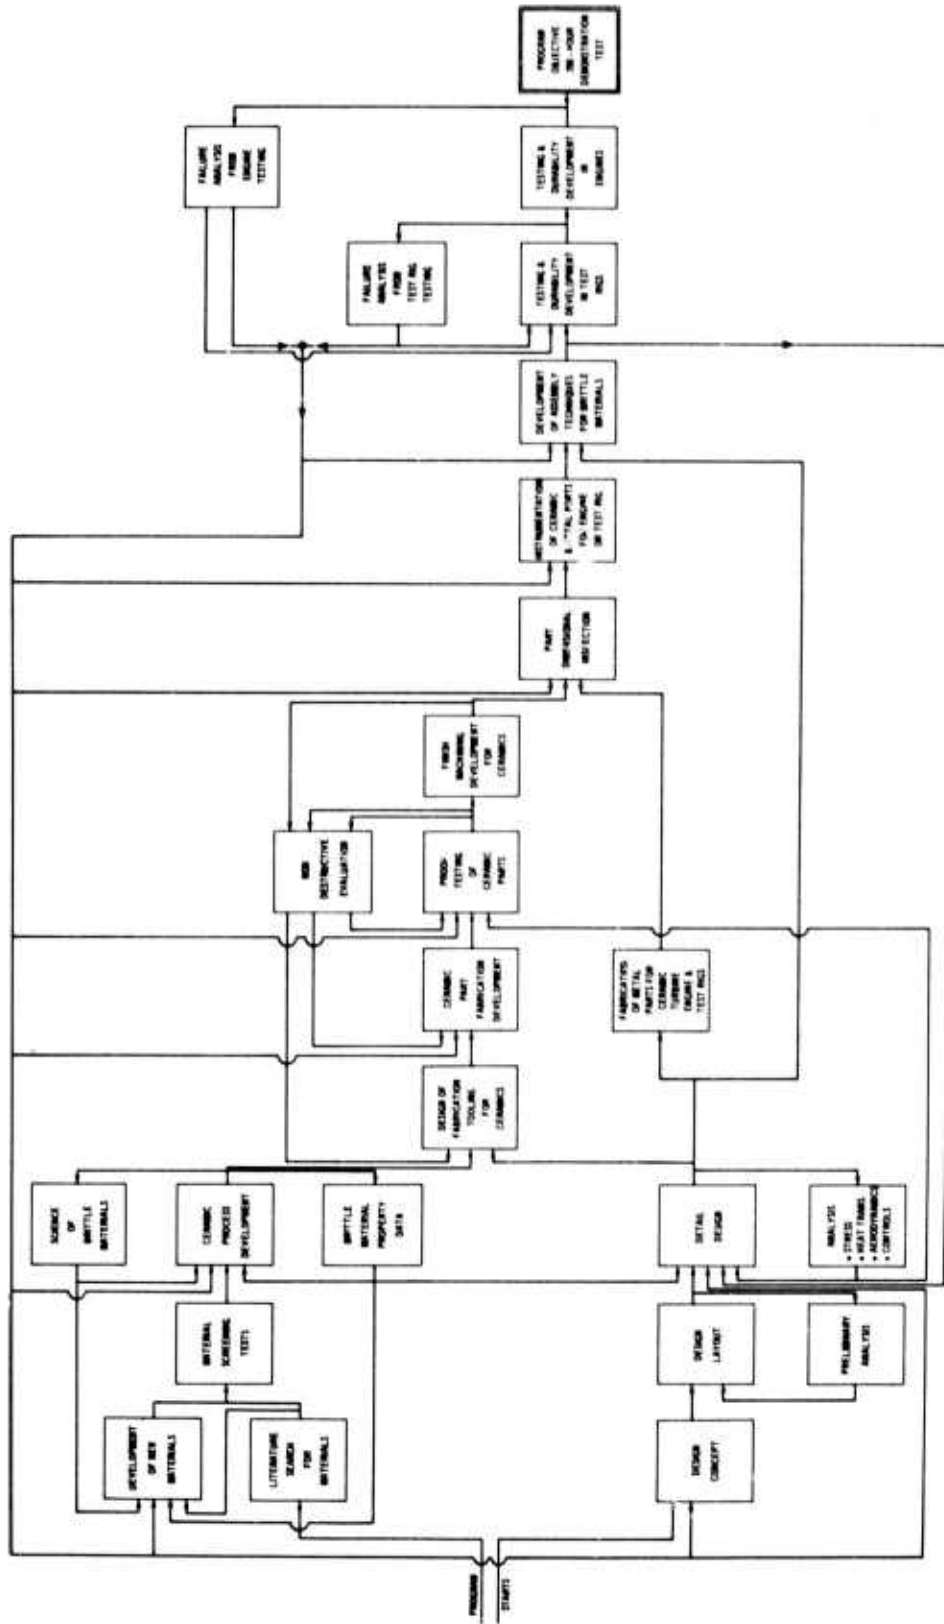 PROGRAM
STARTS
DEVELOPMENT
OF NEW
MATERIALS
LITERATURE
SEARCH
FOR
MATERIALS
DESIGN
CONCEPT
MATERIAL
SCREENING
TESTS
DESIGN
LAYOUT
PRELIMINARY
ANALYSIS
SCIENCE
OF
BRITTLE
MATERIALS
CERAMIC
PROCESS
DEVELOPMENT
BRITTLE
MATERIAL
PROPERTY
DATA
DETAIL
DESIGN
ANALYSIS
• STRESS
• HEAT TRANS.
• AERODYNAMICS
• CONTROLS
DESIGN OF
FABRICATION
TOOLING
FOR
CERAMICS
CERAMIC
PART
FABRICATION
DEVELOPMENT
FABRICATION
OF METAL
PARTS FOR
CERAMIC
TURBINE
ENGINE &
TEST RIGS
NON
DESTRUCTIVE
EVALUATION
PROOF
TESTING
OF
CERAMIC
PARTS
FINISH
MACHINING
DEVELOPMENT
FOR
CERAMICS
PART
DIMENSIONAL
INSPECTION
INSTRUMENTATION
OF CERAMIC
& METAL PARTS
FOR ENGINE
OR TEST RIG
DEVELOPMENT
OF ASSEMBLY
TECHNIQUES
FOR BRITTLE
MATERIALS
TESTING &
DURABILITY
DEVELOPMENT
IN TEST
RIGS
FAILURE
ANALYSIS
FROM
TEST RIG
TESTING
TESTING &
DURABILITY
DEVELOPMENT
IN
ENGINES
FAILURE
ANALYSIS
FROM
ENGINE
TESTING
PROGRAM
OBJECTIVE
HOUR
DEMONSTRATION
TEST